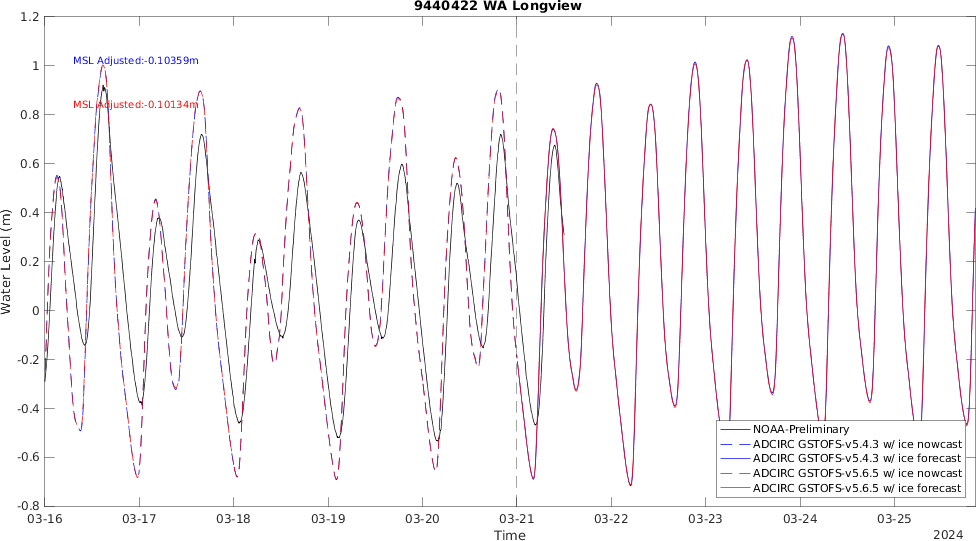 9440422 WA Longview
MSL Adjusted:-0.10359m
MSL Adjusted:-0.10134m
Water Level (m)
1.2
1
0.8
0.6
0.4
0.2
0
-0.2
-0.4
-0.6
-0.8
NOAA-Preliminary
ADCIRC GSTOFS-v5.4.3 w/ ice nowcast
ADCIRC GSTOFS-v5.4.3 w/ ice forecast
ADCIRC GSTOFS-v5.6.5 w/ ice nowcast
ADCIRC GSTOFS-v5.6.5 w/ ice forecast
03-16 03-17 03-18 03-19 03-20 03-21 03-22 03-23 03-24 03-25
Time
2024